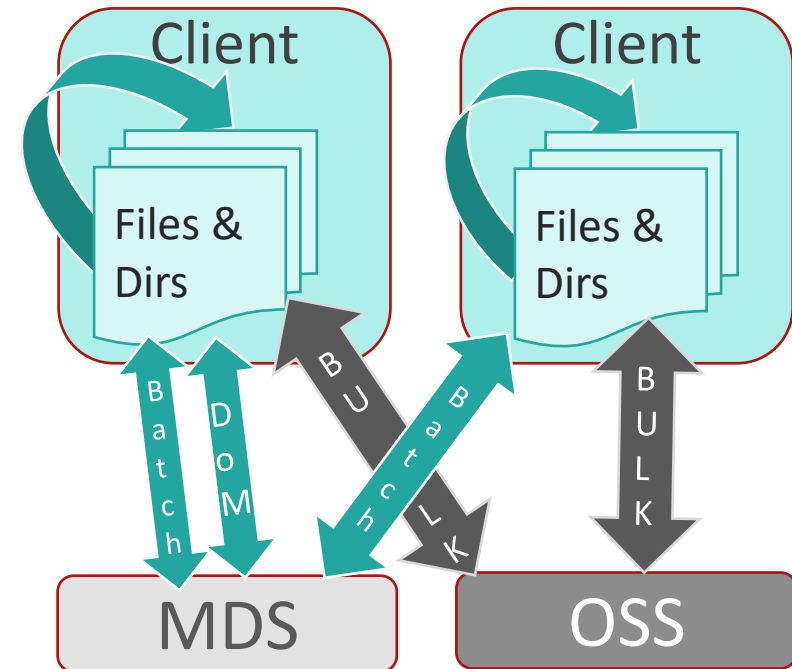 Client
Client
Files &
Dirs
Files &
Dirs
Batch
DoM
BULK
Batch
BULK
MDS
OSS